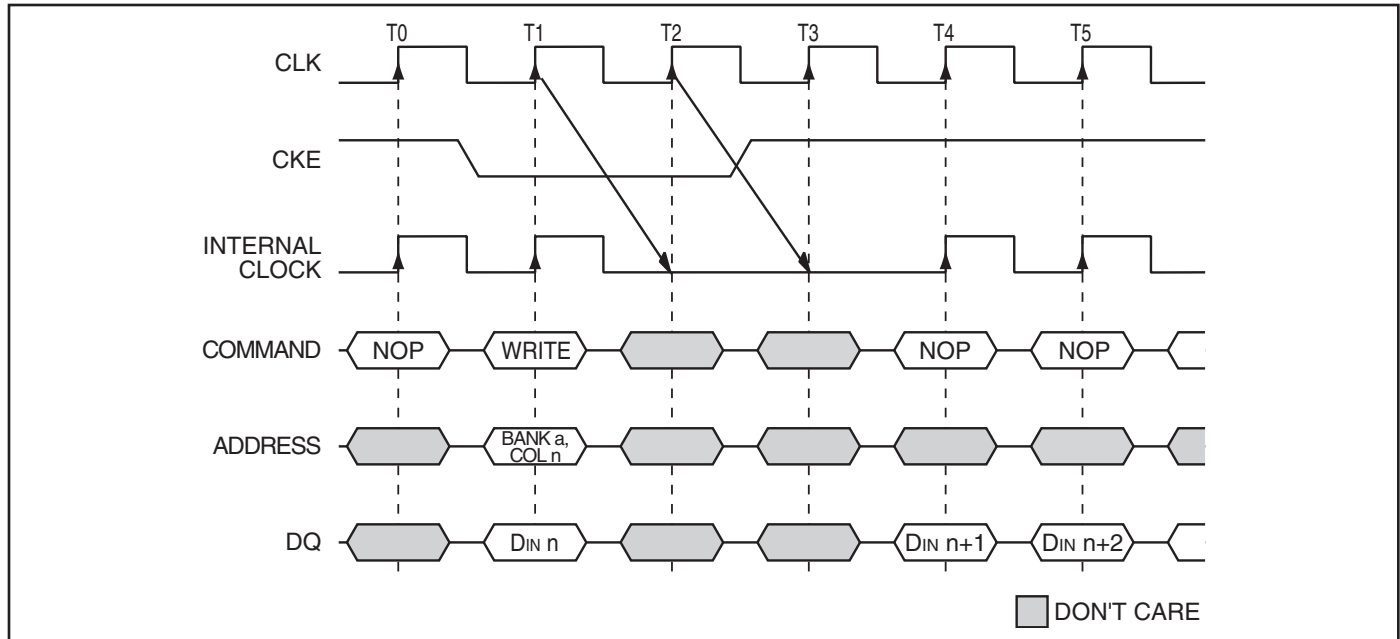 T0 T1 T2 T3 T4 T5
CLK
CKE
INTERNAL
CLOCK
COMMAND NOP WRITE NOP NOP
ADDRESS BANK a,
COL n
DQ DIN n DIN n+1 DIN n+2
DON'T CARE